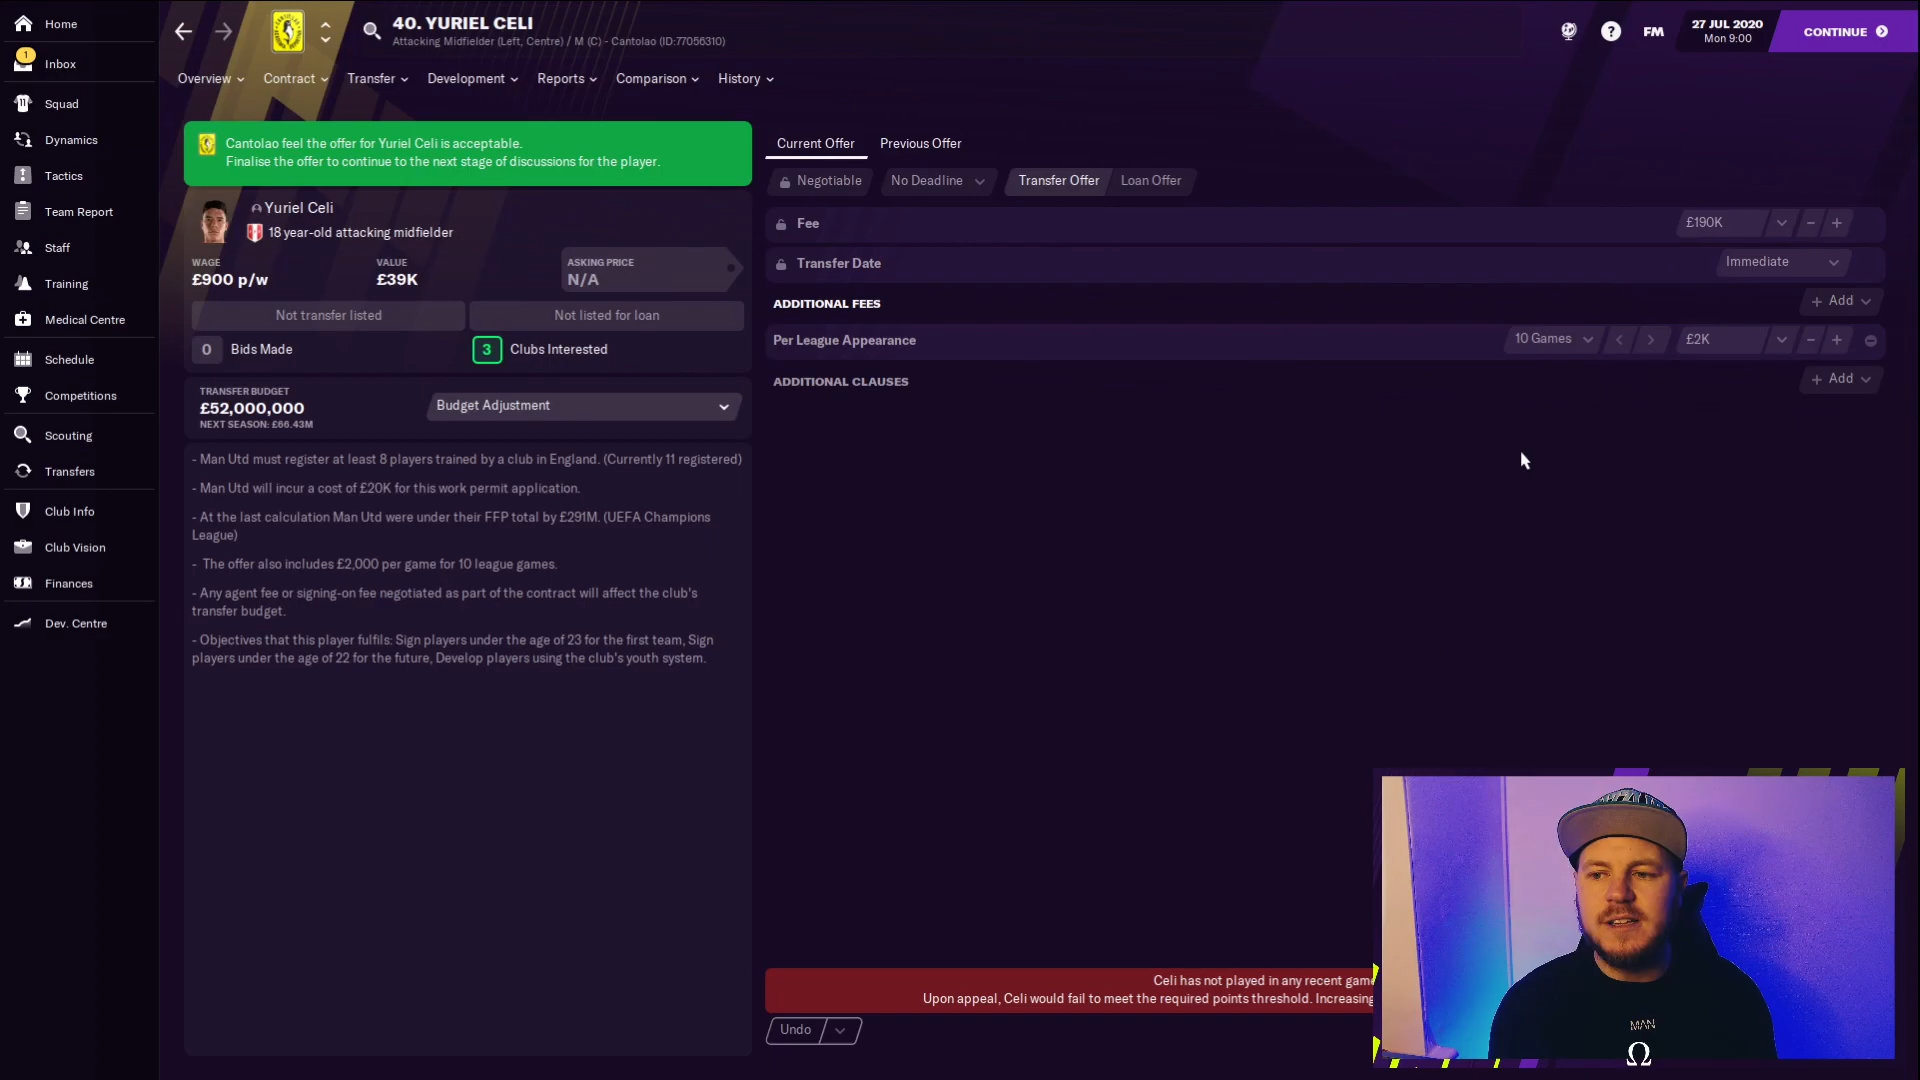 Home
1
Inbox
Squad
Dynamics
Tactics
Team Report
Staff
Training
Medical Centre
Schedule
Competitions
Scouting
Transfers
Club Info
Club Vision
Finances
Dev. Centre
40. YURIEL CELI
Attacking Midfielder (Left, Centre) / M (C) - Cantolao (ID:77056310)
FM
27 JUL 2020
Mon 9:00
CONTINUE
Overview
Contract
Transfer
Development
Reports
Comparison
History
Cantolao feel the offer for Yuriel Celi is acceptable.
Finalise the offer to continue to the next stage of discussions for the player.
Yuriel Celi
18 year-old attacking midfielder
WAGE
£900 p/w
VALUE
£39K
ASKING PRICE
N/A
Not transfer listed
Not listed for loan
0 Bids Made
3 Clubs Interested
TRANSFER BUDGET
£52,000,000
NEXT SEASON: £66.43M
Budget Adjustment
- Man Utd must register at least 8 players trained by a club in England. (Currently 11 registered)
- Man Utd will incur a cost of £20K for this work permit application.
- At the last calculation Man Utd were under their FFP total by £291M. (UEFA Champions
League)
- The offer also includes £2,000 per game for 10 league games.
- Any agent fee or signing-on fee negotiated as part of the contract will affect the club's
transfer budget.
- Objectives that this player fulfils: Sign players under the age of 23 for the first team, Sign
players under the age of 22 for the future, Develop players using the club's youth system.
Current Offer
Previous Offer
Negotiable
No Deadline
Transfer Offer
Loan Offer
Fee
£190K
Transfer Date
Immediate
ADDITIONAL FEES
+ Add
Per League Appearance
10 Games
£2K
ADDITIONAL CLAUSES
+ Add
Celi has not played in any recent game
Upon appeal, Celi would fail to meet the required points threshold. Increasing
Undo
MAN
Ω